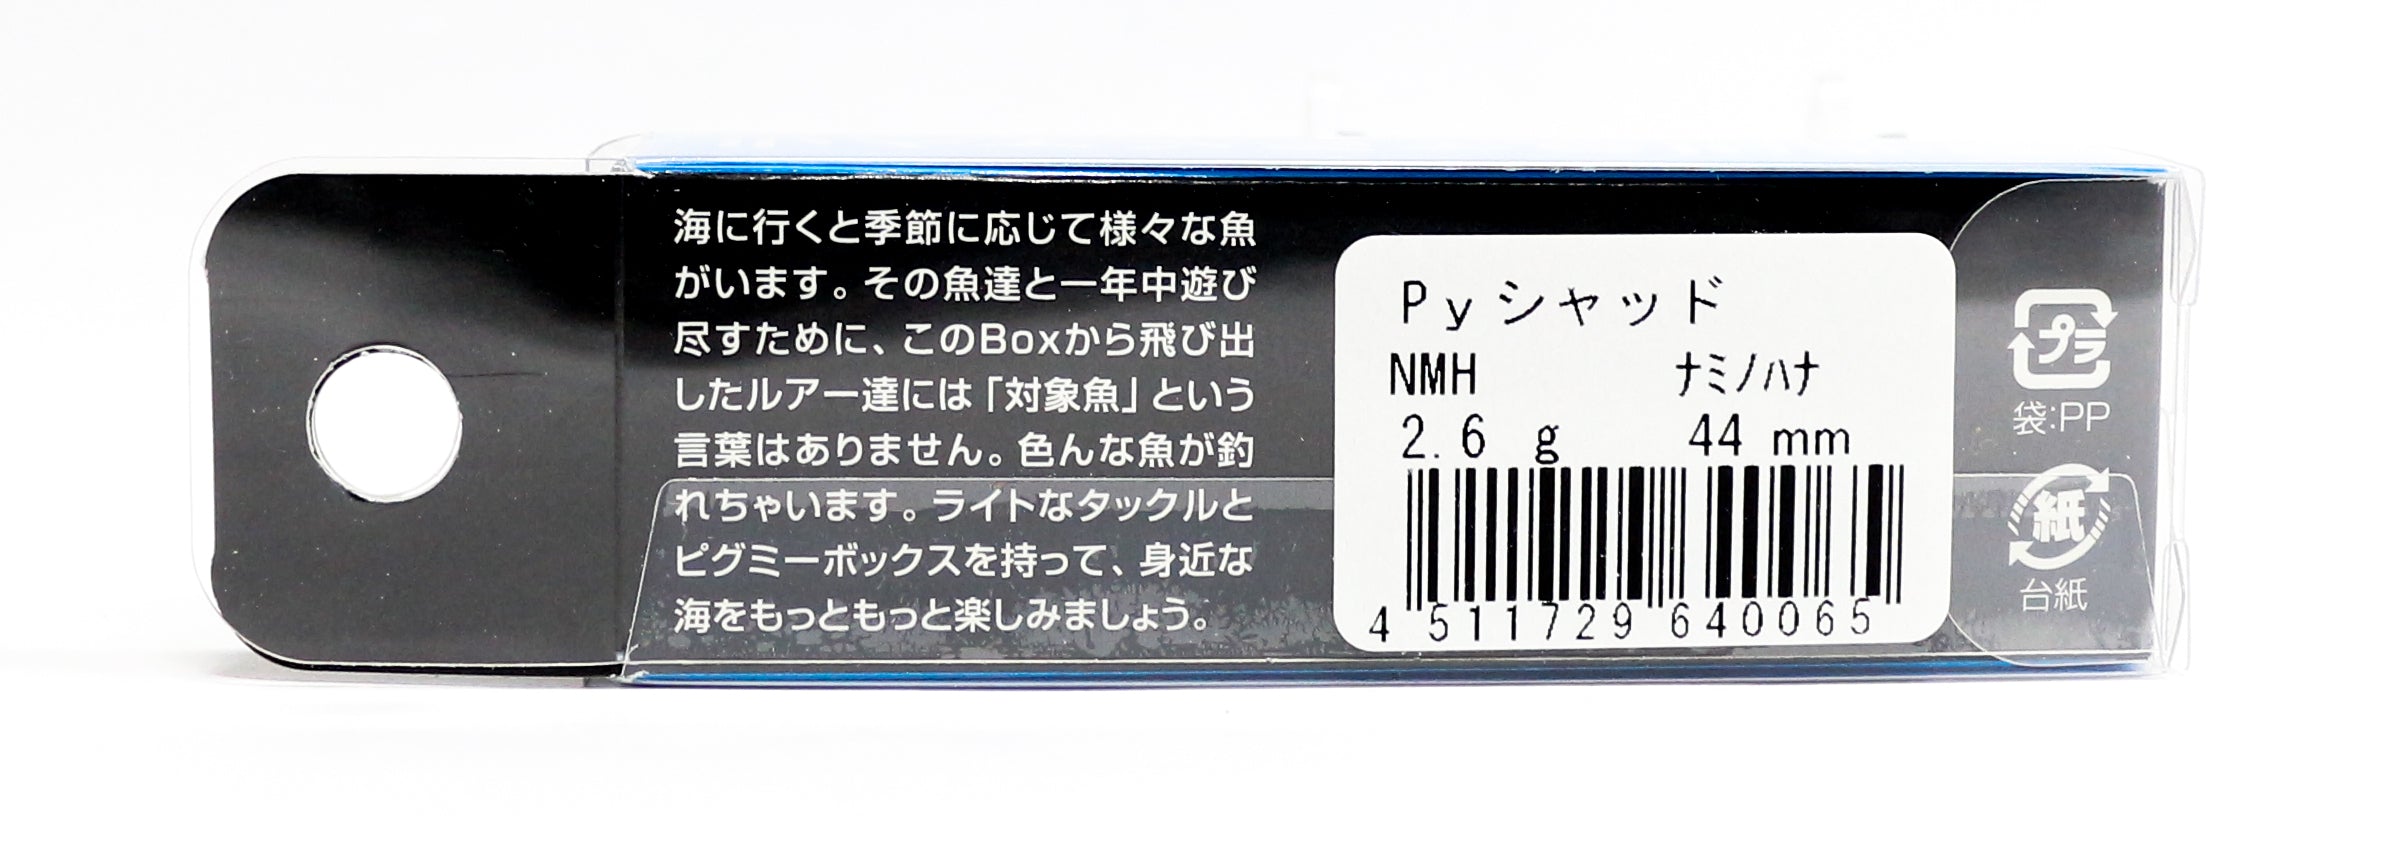 海に行くと季節に応じて様々な魚
がいます。その魚達と一年中遊び
尽すために、このBoxから飛び出
したルアー達には「対象魚」という
言葉はありません。色んな魚が釣
れちゃいます。ライトなタックルと
ピグミーボックスを持って、身近な
海をもっともっと楽しみましょう。
Pyシャッド
NMH ﾅﾐﾉﾊﾅ
2.6 g 44 mm
4 511729 640065
プラ
袋:PP
紙
台紙